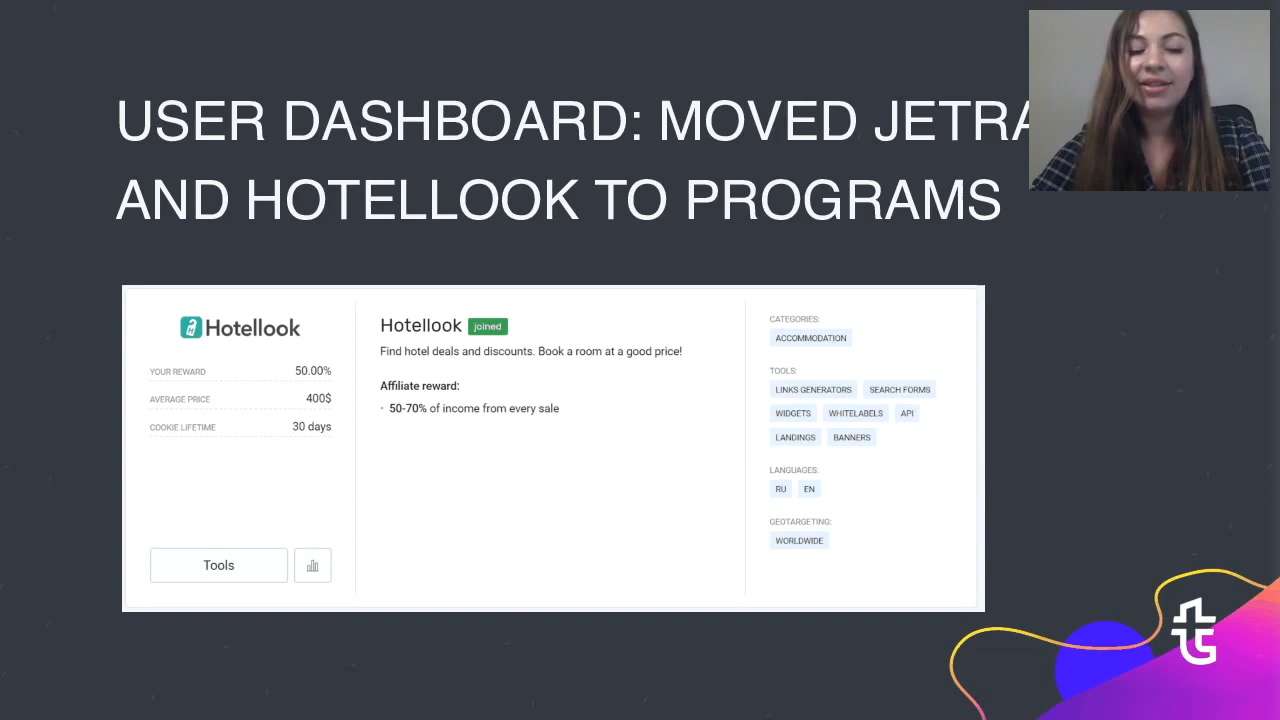 USER DASHBOARD: MOVED
AND HOTELLOOK TO PROGRAMS
Hotellook
YOUR REWARD 50.00%
AVERAGE PRICE 400$
COOKIE LIFETIME 30 days
Tools
Hotellook joined
Find hotel deals and discounts. Book a room at a good price!
Affiliate reward:
• 50-70% of income from every sale
CATEGORIES:
ACCOMMODATION
TOOLS:
LINKS GENERATORS SEARCH FORMS
WIDGETS WHITELABELS API
LANDINGS BANNERS
LANGUAGES:
RU EN
GEOTARGETING:
WORLDWIDE